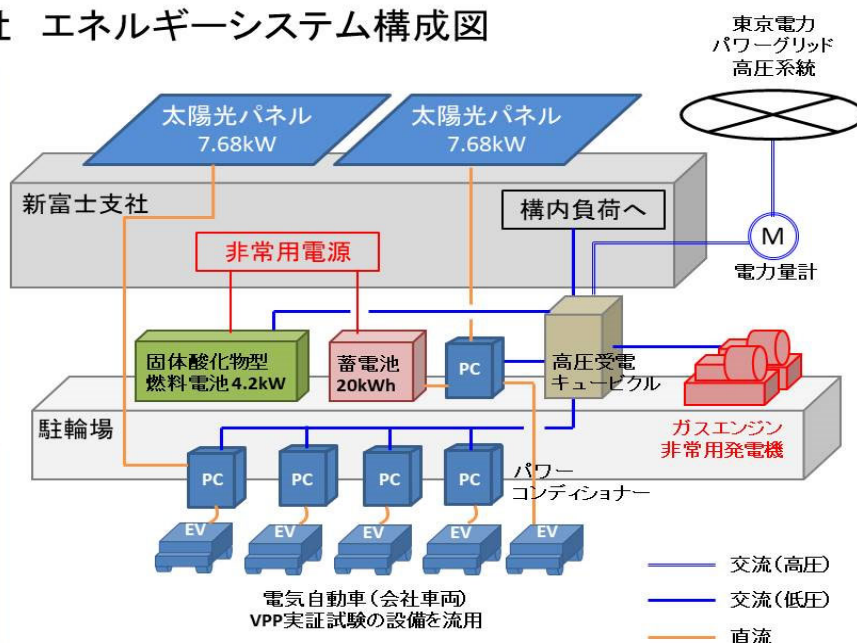 社 エネルギーシステム構成図
東京電力
パワーグリッド
高圧系統
太陽光パネル
7.68kW
太陽光パネル
7.68kW
新富士支社
構内負荷へ
M
電力量計
非常用電源
固体酸化物型
燃料電池4.2kW
蓄電池
20kWh
PC
高圧受電
キュービクル
駐輪場
ガスエンジン
非常用発電機
PC
PC
PC
PC
パワー
コンディショナー
EV
EV
EV
EV
EV
電気自動車(会社車両)
VPP実証試験の設備を流用
交流(高圧)
交流(低圧)
直流